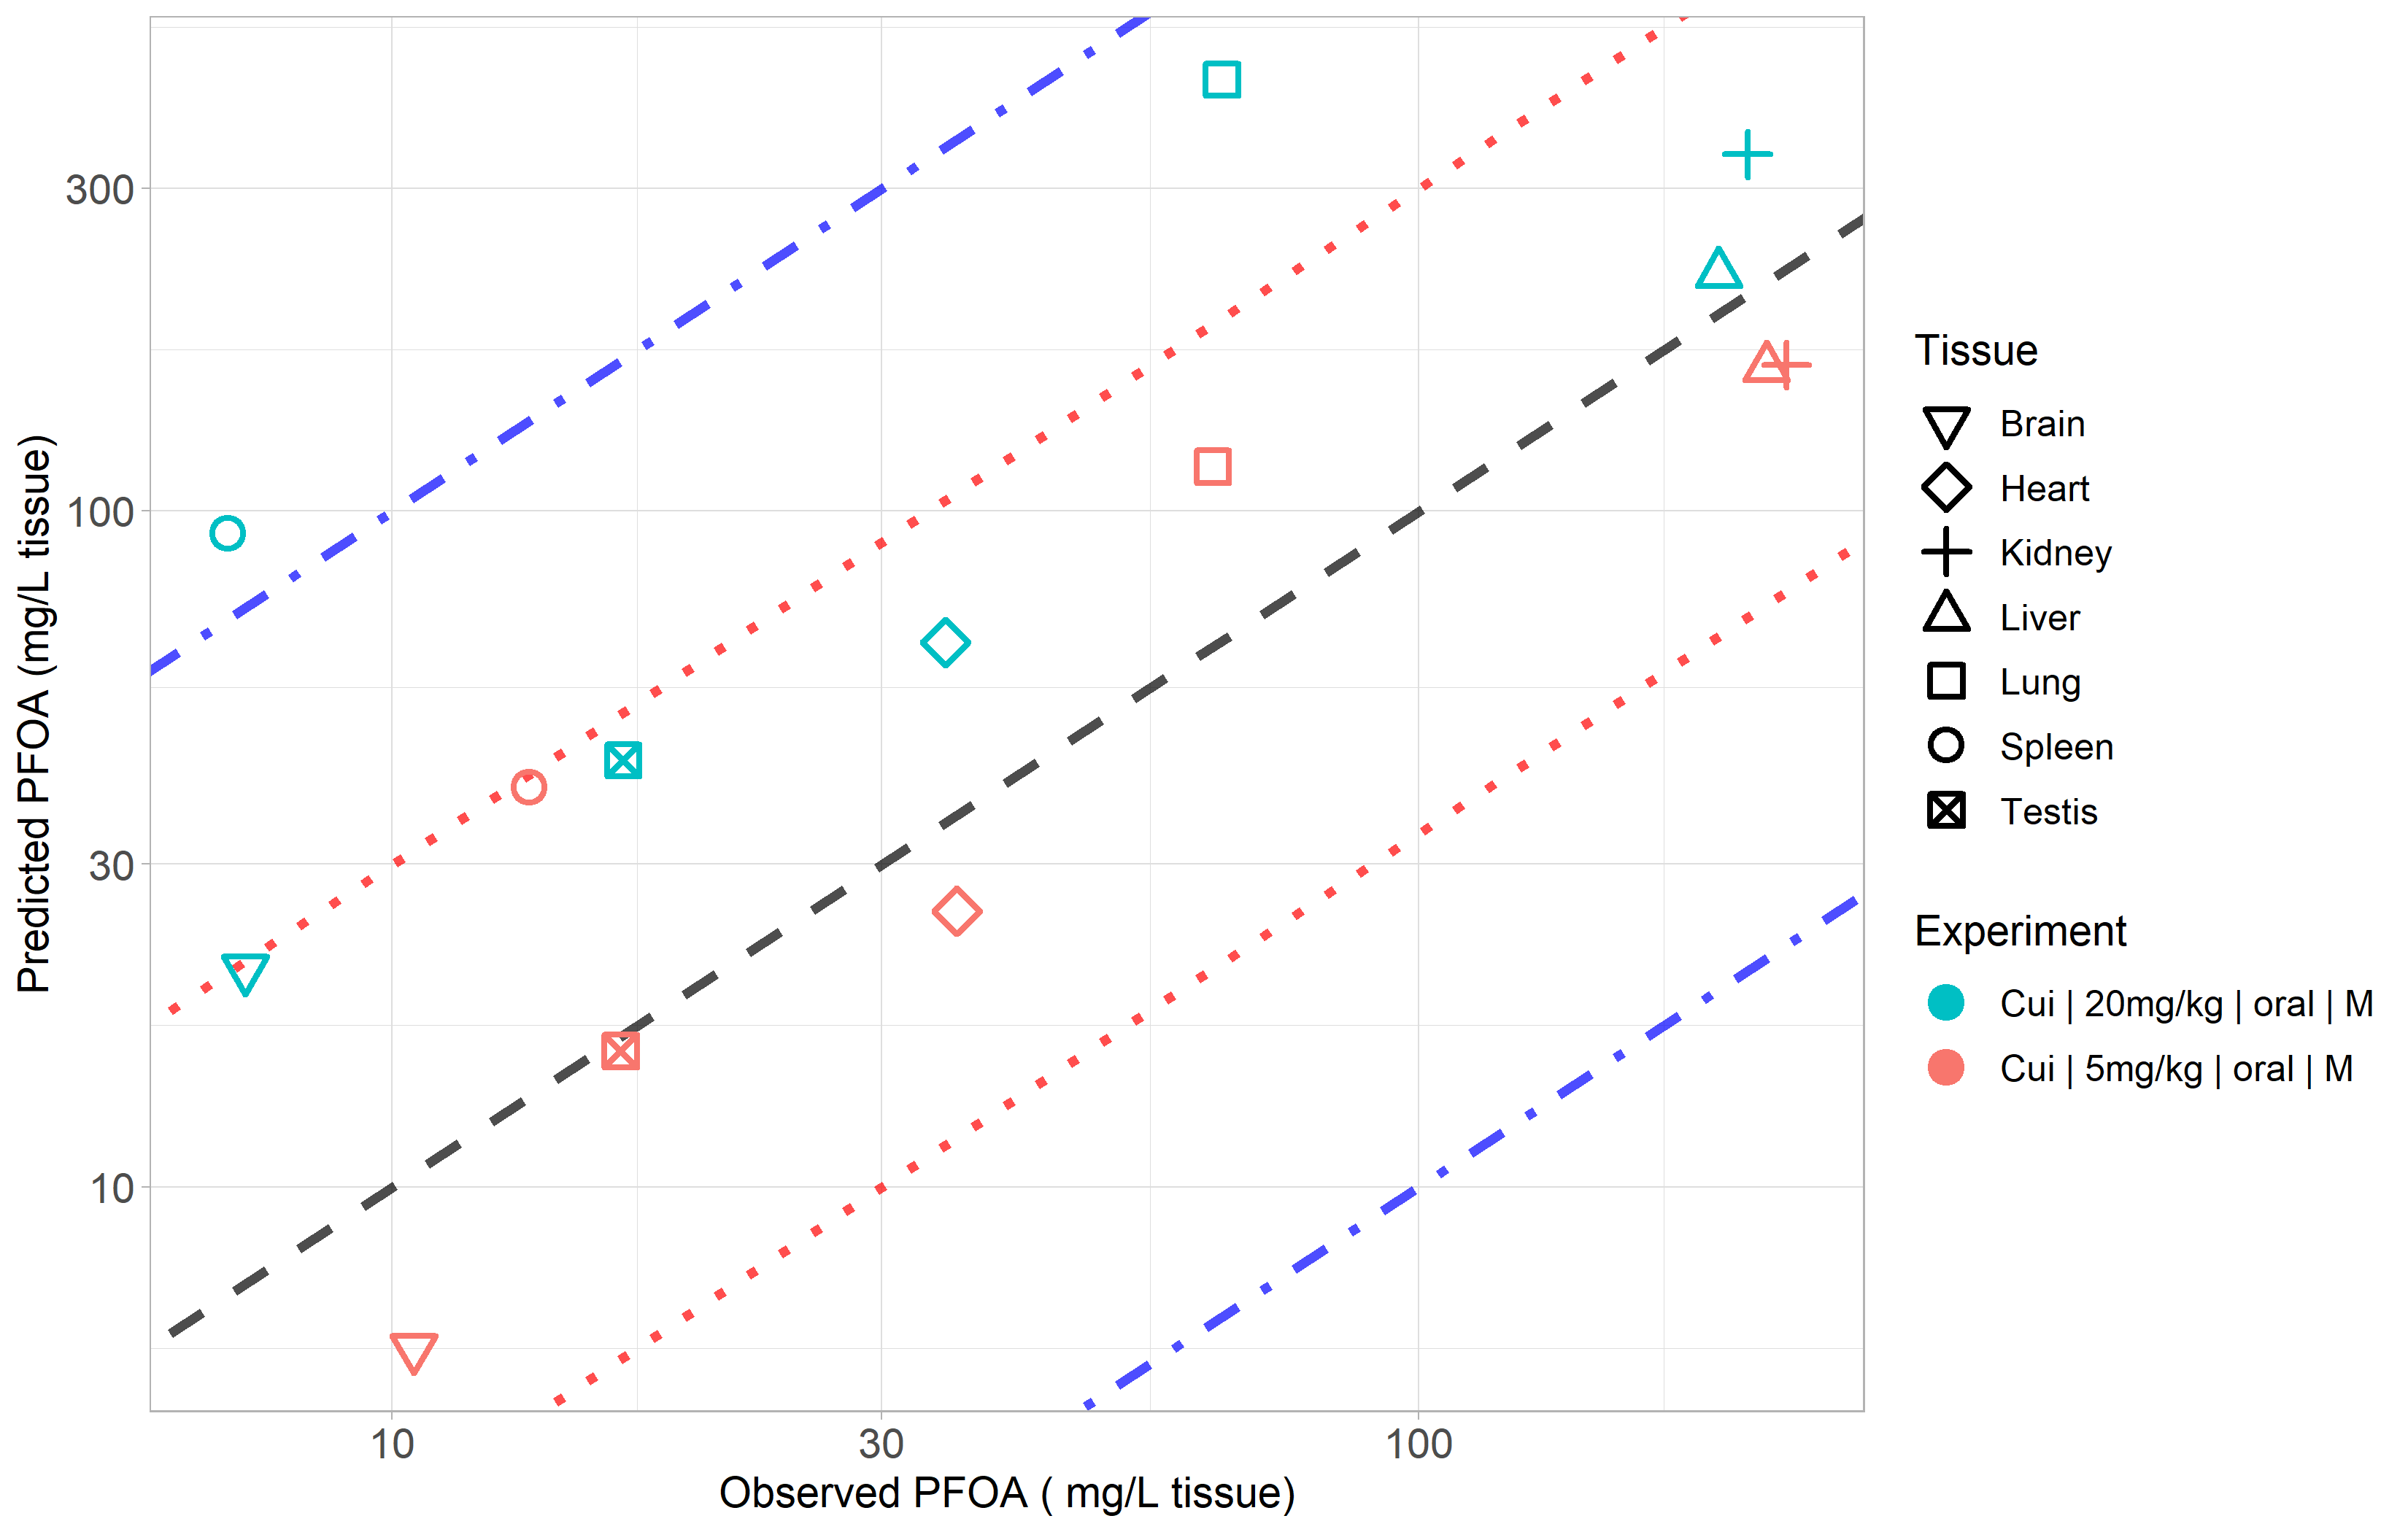 Predicted PFOA (mg/L tissue)
300
100
30
10
10
30
100
Observed PFOA ( mg/L tissue)
Tissue
Brain
Heart
Kidney
Liver
Lung
Spleen
Testis
Experiment
Cui | 20mg/kg | oral | M
Cui | 5mg/kg | oral | M